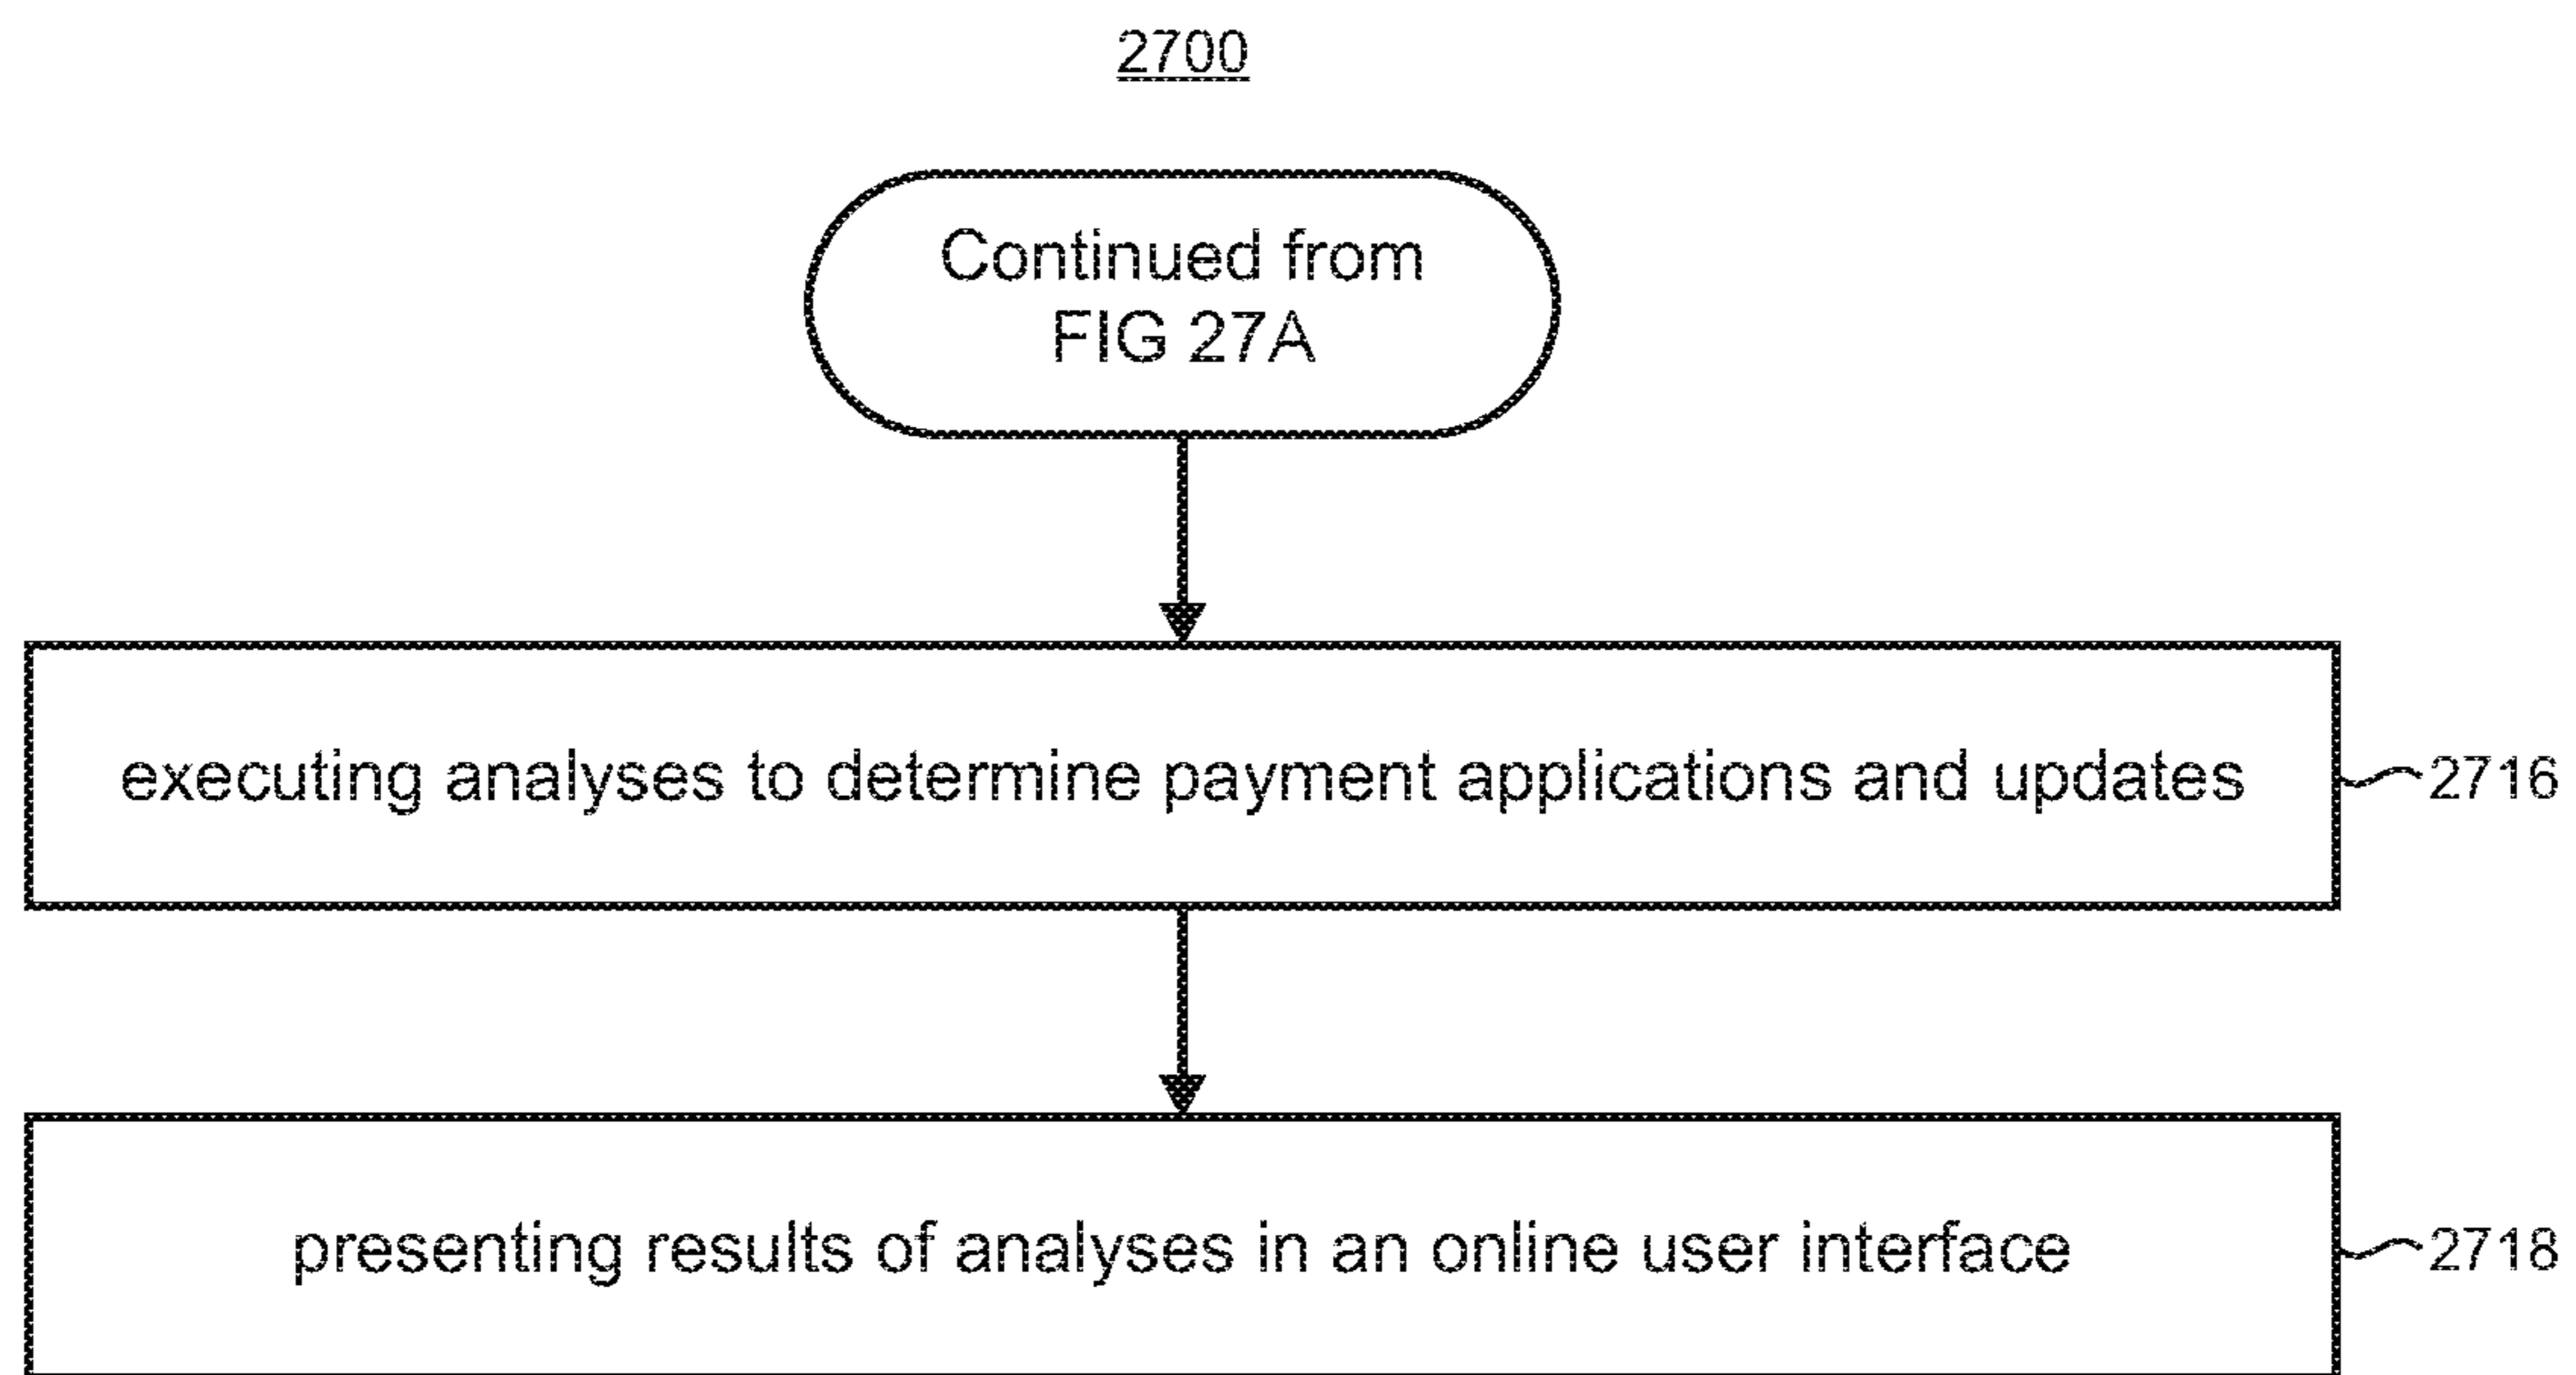 2700
Continued from
FIG 27A
executing analyses to determine payment applications and updates
2716
presenting results of analyses in an online user interface
2718